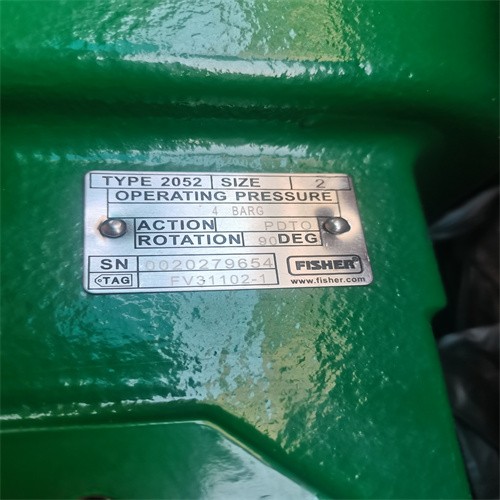 TYPE 2052 SIZE 2
OPERATING PRESSURE
4 BARG
ACTION PDTO
ROTATION 90 DEG
SN 0020279654 FISHER
TAG FV31102-1 www.fisher.com